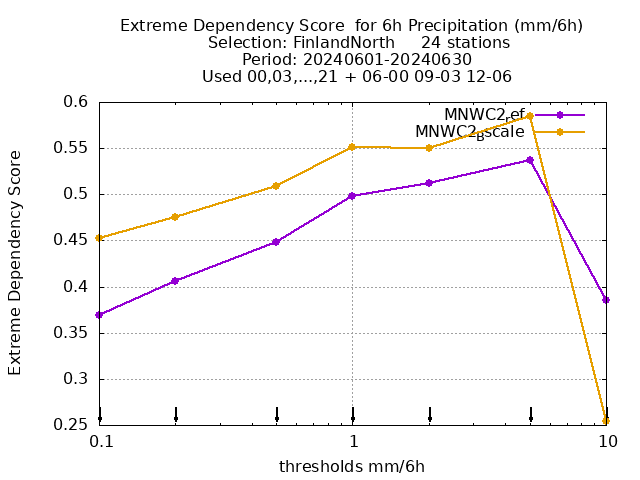 Extreme Dependency Score for 6h Precipitation (mm/6h)
Selection: FinlandNorth 24 stations
Period: 20240601-20240630
Used 00,03,...,21 + 06-00 09-03 12-06
MNWC2ref
MNWC2Bscale
Extreme Dependency Score
0.6
0.55
0.5
0.45
0.4
0.35
0.3
0.25
0.1
1
10
thresholds mm/6h